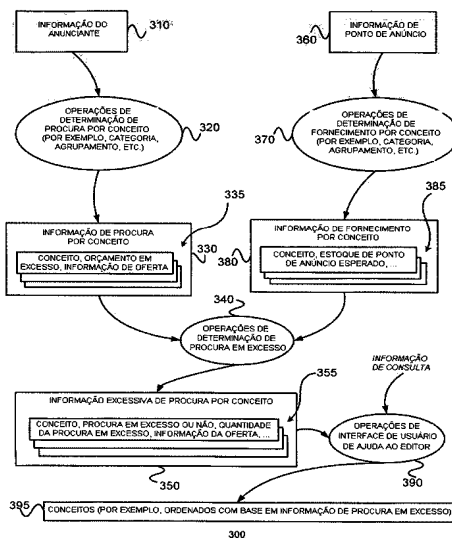 INFORMAÇÃO DO
ANUNCIANTE
310
INFORMAÇÃO DE
PONTO DE ANÚNCIO
360
OPERAÇÕES DE
DETERMINAÇÃO DE
PROCURA POR CONCEITO
(POR EXEMPLO, CATEGORIA,
AGRUPAMENTO, ETC.)
320
OPERAÇÕES DE
DETERMINAÇÃO DE
FORNECIMENTO POR CONCEITO
(POR EXEMPLO, CATEGORIA,
AGRUPAMENTO, ETC.)
370
INFORMAÇÃO DE PROCURA
POR CONCEITO
335
330
CONCEITO, ORÇAMENTO EM
EXCESSO, INFORMAÇÃO DE OFERTA
INFORMAÇÃO DE FORNECIMENTO
POR CONCEITO
385
380
CONCEITO, ESTOQUE DE PONTO
DE ANÚNCIO ESPERADO, ...
340
OPERAÇÕES DE
DETERMINAÇÃO DE
PROCURA EM EXCESSO
INFORMAÇÃO EXCESSIVA DE PROCURA POR CONCEITO
355
CONCEITO, PROCURA EM EXCESSO OU NÃO, QUANTIDADE
DA PROCURA EM EXCESSO, INFORMAÇÃO DA OFERTA, ...
350
INFORMAÇÃO
DE CONSULTA
OPERAÇÕES DE
INTERFACE DE USUÁRIO
DE AJUDA AO EDITOR
390
395
CONCEITOS (POR EXEMPLO, ORDENADOS COM BASE EM INFORMAÇÃO DE PROCURA EM EXCESSO)
300